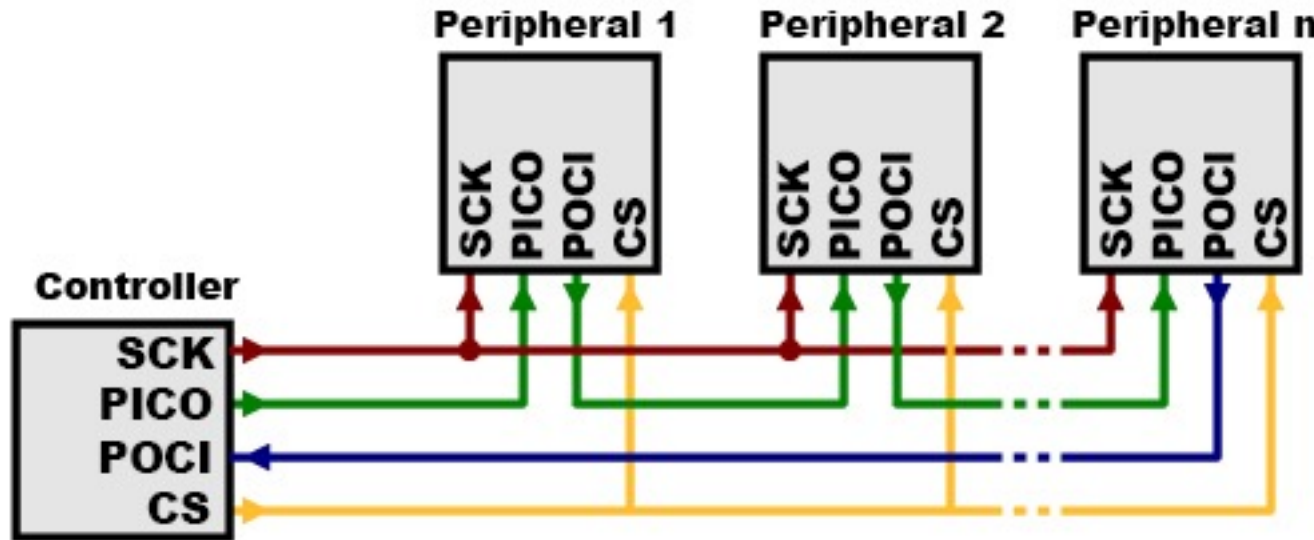 Peripheral 1
Peripheral 2
Peripheral n
SCK
PICO
POCI
CS
SCK
PICO
POCI
CS
SCK
PICO
POCI
CS
Controller
SCK
PICO
POCI
CS